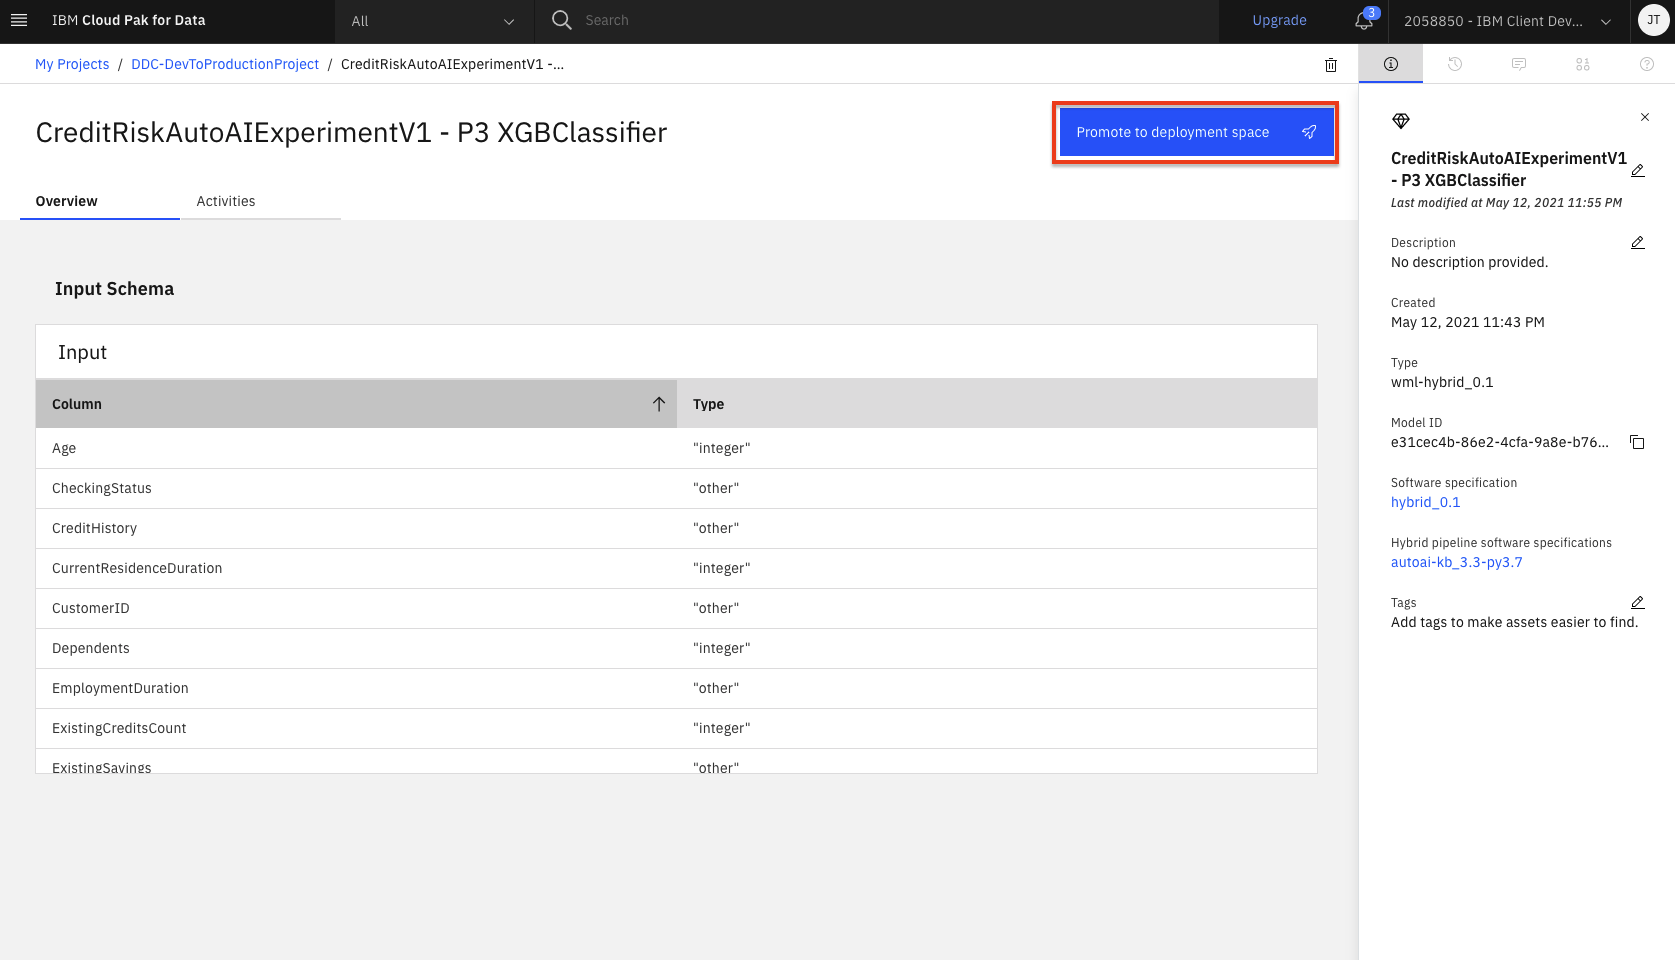 IBM Cloud Pak for Data
All
Search
Upgrade
3
2058850 - IBM Client Dev...
JT
My Projects / DDC-DevToProductionProject / CreditRiskAutoAIExperimentV1 -...
CreditRiskAutoAIExperimentV1 - P3 XGBClassifier
Promote to deployment space
Overview
Activities
Input Schema
Input
Column Type
Age "integer"
CheckingStatus "other"
CreditHistory "other"
CurrentResidenceDuration "integer"
CustomerID "other"
Dependents "integer"
EmploymentDuration "other"
ExistingCreditsCount "integer"
ExistingSavings "other"
CreditRiskAutoAIExperimentV1
- P3 XGBClassifier
Last modified at May 12, 2021 11:55 PM
Description
No description provided.
Created
May 12, 2021 11:43 PM
Type
wml-hybrid_0.1
Model ID
e31cec4b-86e2-4cfa-9a8e-b76...
Software specification
hybrid_0.1
Hybrid pipeline software specifications
autoai-kb_3.3-py3.7
Tags
Add tags to make assets easier to find.